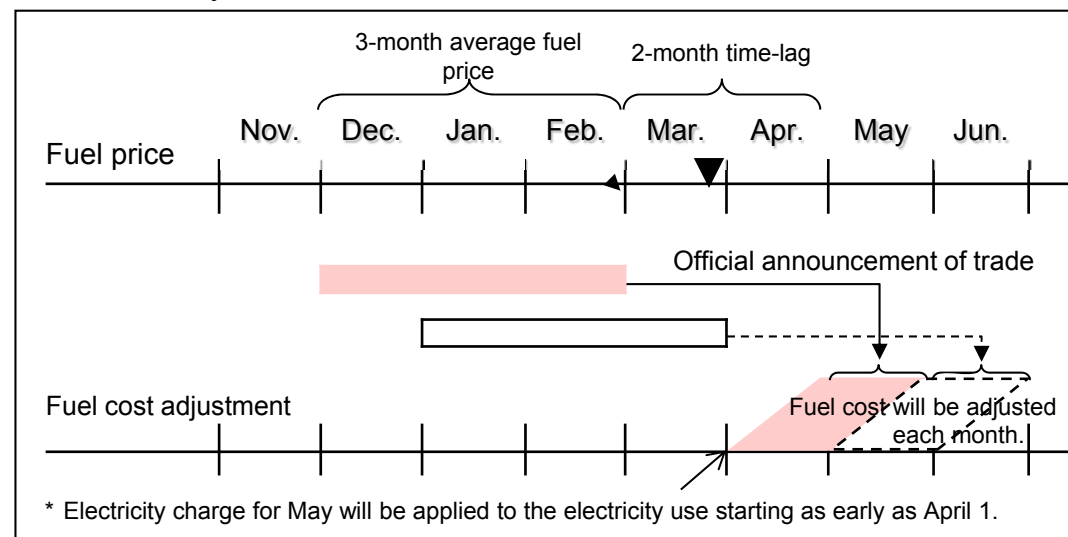 3-month average fuel
price
2-month time-lag
Nov. Dec. Jan. Feb. Mar. Apr. May Jun.
Fuel price
Official announcement of trade
Fuel cost adjustment
Fuel cost will be adjusted
each month.
* Electricity charge for May will be applied to the electricity use starting as early as April 1.